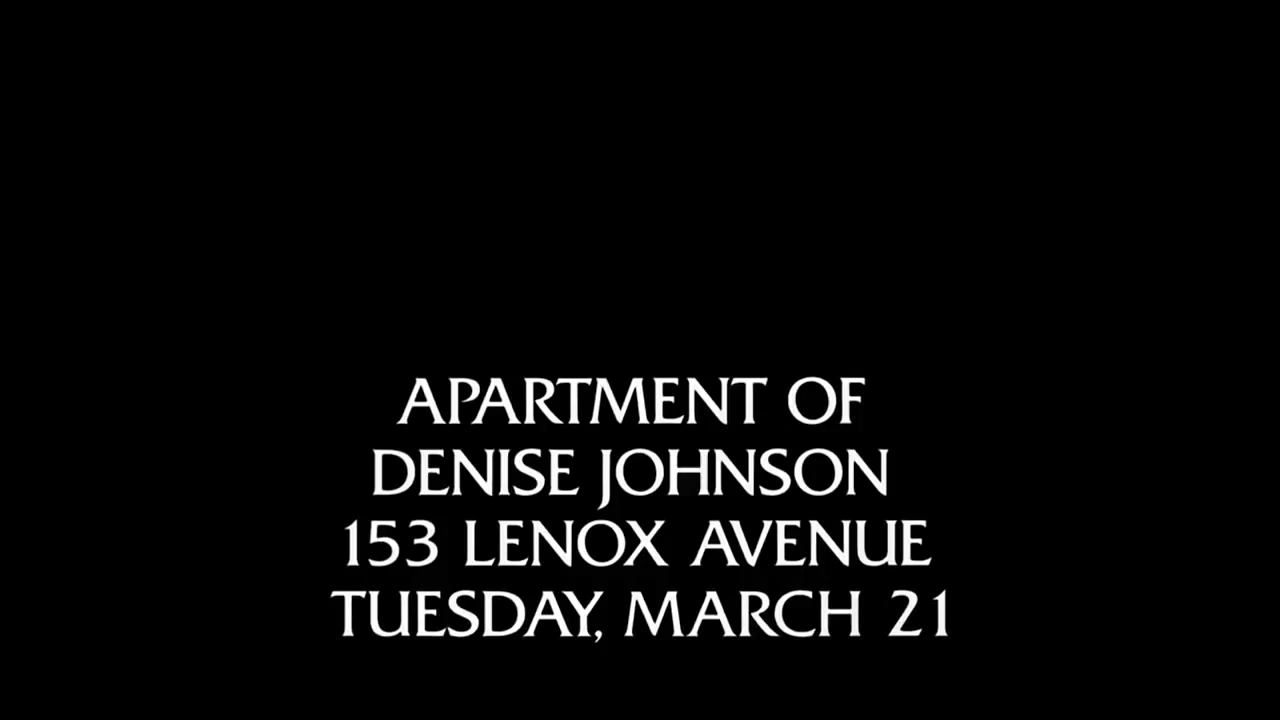 APARTMENT OF
DENISE JOHNSON
153 LENOX AVENUE
TUESDAY, MARCH 21